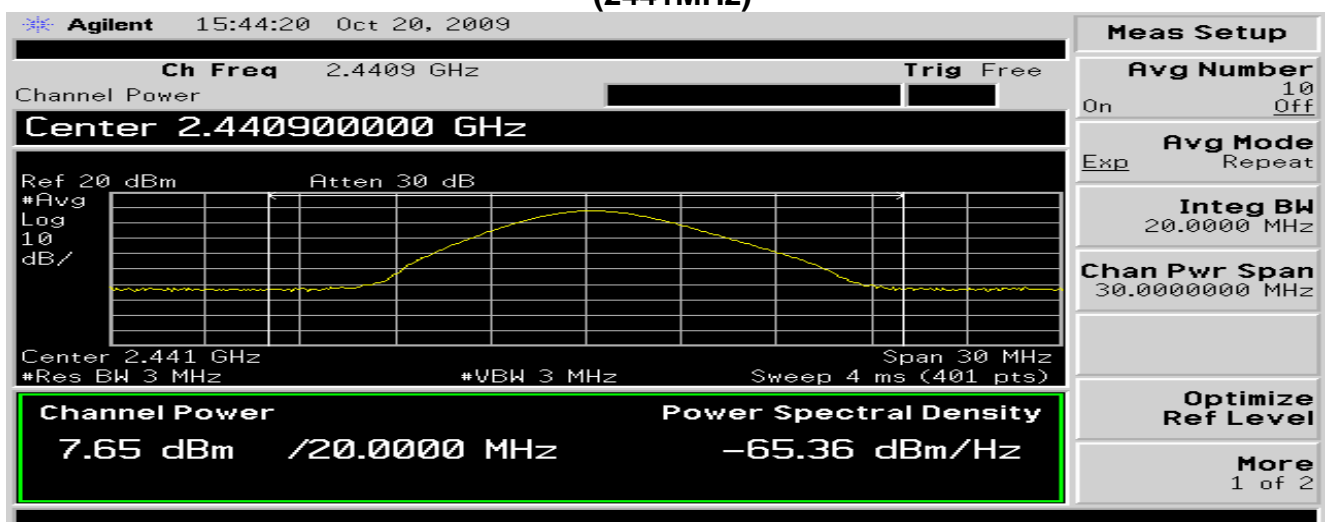 (2441MHz)
Agilent 15:44:20 Oct 20, 2009
Ch Freq 2.4409 GHz Trig Free
Channel Power
Center 2.440900000 GHz
Ref 20 dBm Atten 30 dB
#Avg
Log
10
dB/
Center 2.441 GHz Span 30 MHz
#Res BW 3 MHz #VBW 3 MHz Sweep 4 ms (401 pts)
Channel Power Power Spectral Density
7.65 dBm /20.0000 MHz -65.36 dBm/Hz
Meas Setup
Avg Number
10
On Off
Avg Mode
Exp Repeat
Integ BW
20.0000 MHz
Chan Pwr Span
30.0000000 MHz
Optimize
Ref Level
More
1 of 2